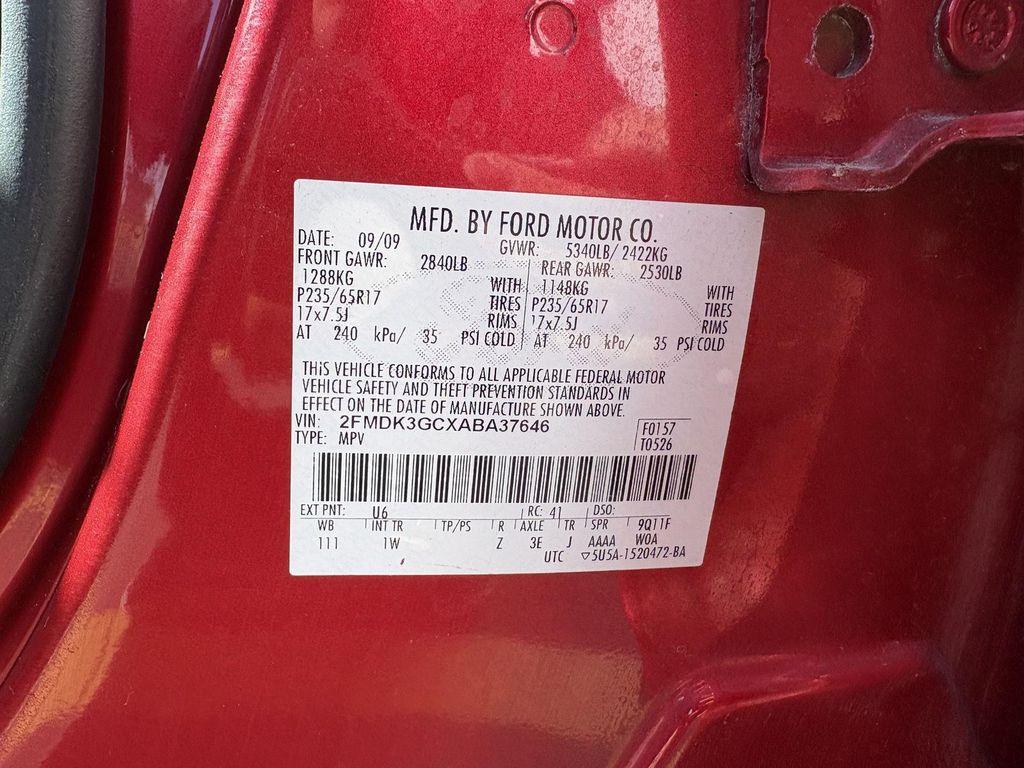 MFD. BY FORD MOTOR CO.
DATE: 09/09 GVWR: 5340LB/ 2422KG
FRONT GAWR: 2840LB REAR GAWR: 2530LB
1288KG WITH 1148KG WITH
P235/65R17 TIRES P235/65R17 TIRES
17x7.5J RIMS 17x7.5J RIMS
AT 240 kPa/ 35 PSI COLD AT 240 kPa/ 35 PSI COLD
THIS VEHICLE CONFORMS TO ALL APPLICABLE FEDERAL MOTOR
VEHICLE SAFETY AND THEFT PREVENTION STANDARDS IN
EFFECT ON THE DATE OF MANUFACTURE SHOWN ABOVE.
VIN: 2FMDK3GCXABA37646 F0157
TYPE: MPV T0526
EXT PNT: U6 RC: 41 DSO:
WB INT TR TP/PS R AXLE TR SPR 9Q11F
111 1W Z 3E J AAAA WOA
UTC ▽5U5A-1520472-BA